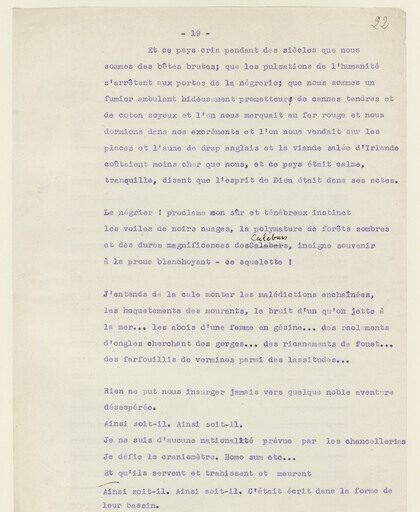 - 19 -
22
Et ce pays cria pendant des siècles que nous
sommes des bêtes brutes; que les pulsations de l'humanité
s'arrêtent aux portes de la négrerie; que nous sommes un
fumier ambulant hideusement prometteur de cannes tendres et
de coton soyeux et l'on nous marquait au fer rouge et nous
dormions dans nos excréments et l'on nous vendait sur les
places et l'aune de drap anglais et la viande salée d'Irlande
coûtaient moins cher que nous, et ce pays était calme,
tranquille, disant que l'esprit de Dieu était dans ses actes.
Le négrier ! proclame mon sûr et ténébreux instinct
les voiles de noirs nuages, la polymature de forêts sombres
Calebars
et des dures magnificences des Calebars, insigne souvenir
à la proue blanchoyant - ce squelette !
J'entends de la cale monter les malédictions enchaînées,
les hoquetements des mourants, le bruit d'un qu'on jette à
la mer... les abois d'une femme en gésine... des raclements
d'ongles cherchant des gorges... des ricanements de fouet...
des farfouillis de vermines parmi des lassitudes...
Rien ne put nous insurger jamais vers quelque noble aventure
désespérée.
Ainsi soit-il. Ainsi soit-il.
Je ne suis d'aucune nationalité prévue par les chancelleries
Je défie le craniomètre. Homo sum etc...
Et qu'ils servent et trahissent et meurent
Ainsi soit-il. Ainsi soit-il. C'était écrit dans la forme de
leur bassin.